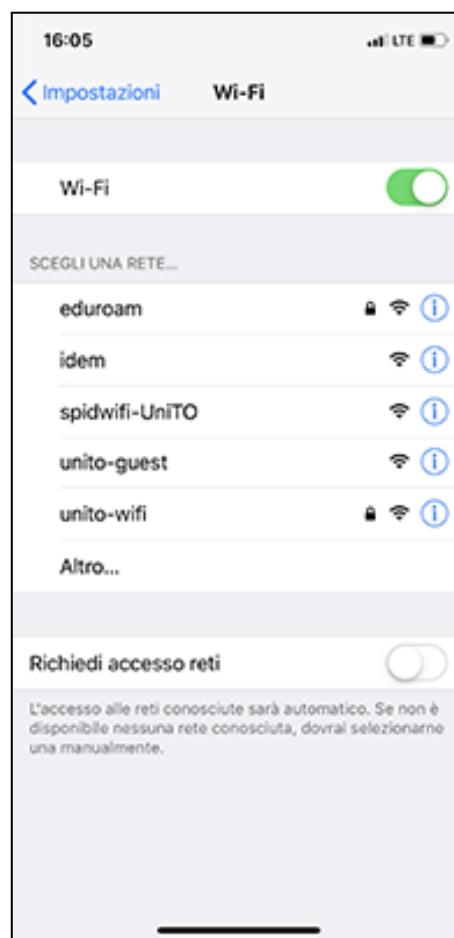 16:05 LTE
Impostazioni Wi-Fi
Wi-Fi
SCEGLI UNA RETE...
eduroam
idem
spidwifi-UniTO
unito-guest
unito-wifi
Altro...
Richiedi accesso reti
L'accesso alle reti conosciute sarà automatico. Se non è
disponibile nessuna rete conosciuta, dovrai selezionarne
una manualmente.